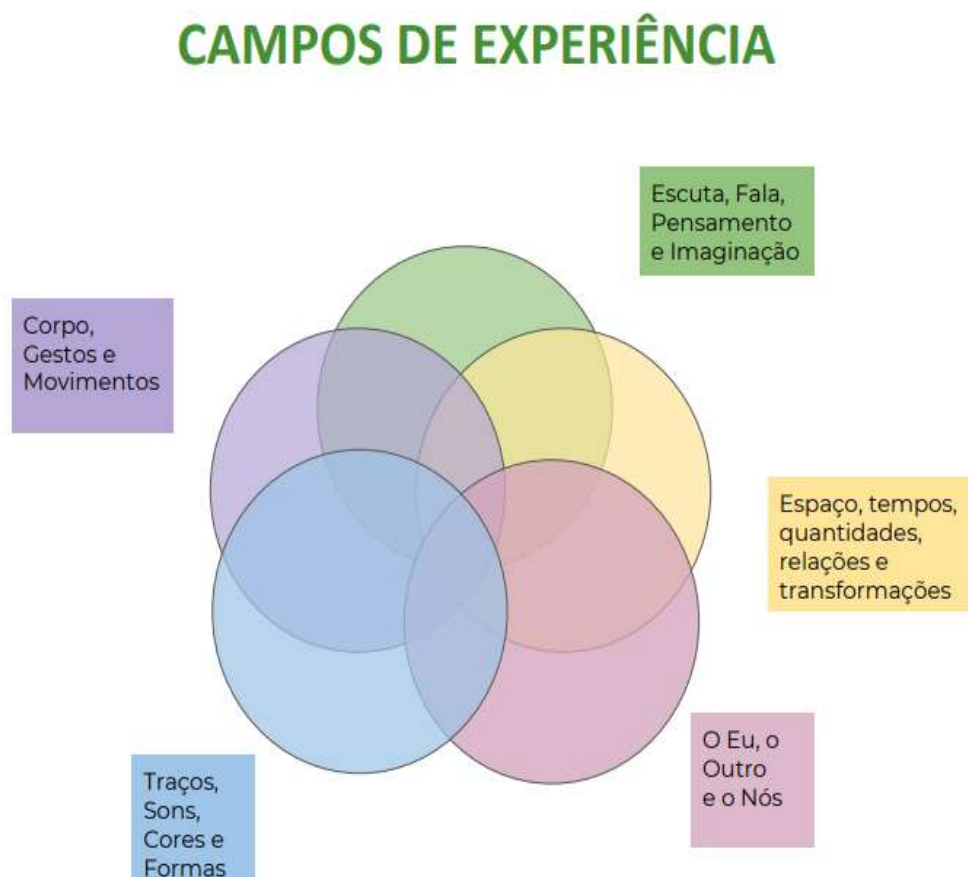 CAMPOS DE EXPERIÊNCIA
Escuta, Fala,
Pensamento
e Imaginação
Corpo,
Gestos e
Movimentos
Espaço, tempos,
quantidades,
relações e
transformações
O Eu, o
Outro
e o Nós
Traços,
Sons,
Cores e
Formas